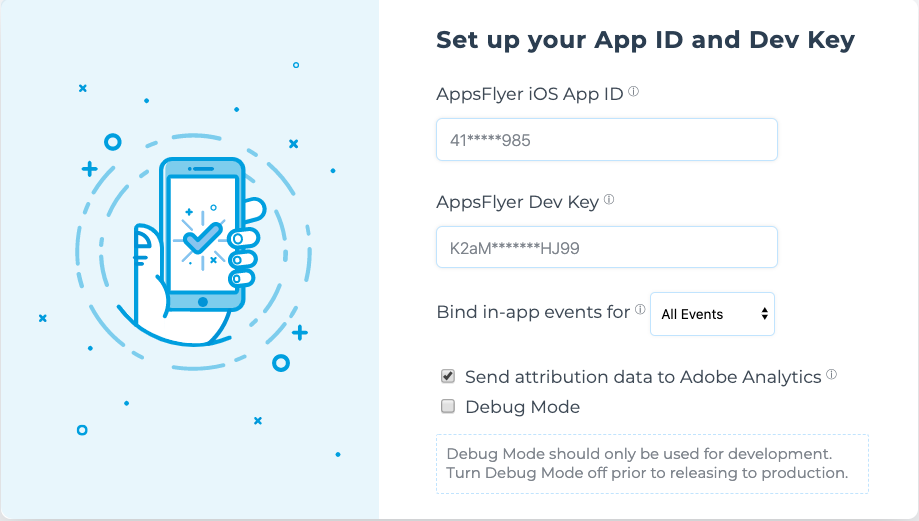 Set up your App ID and Dev Key
AppsFlyer iOS App ID ⓘ
41*****985
AppsFlyer Dev Key ⓘ
K2aM*******HJ99
Bind in-app events for ⓘ All Events
Send attribution data to Adobe Analytics ⓘ
Debug Mode
Debug Mode should only be used for development.
Turn Debug Mode off prior to releasing to production.